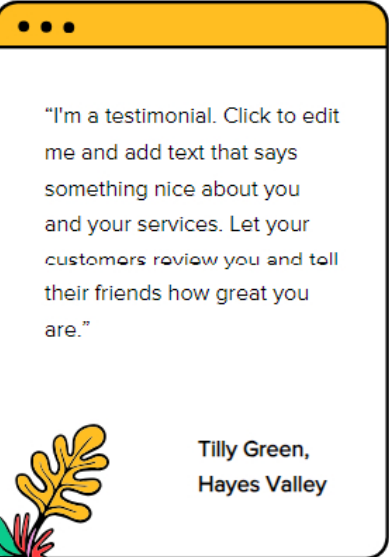 “I'm a testimonial. Click to edit
me and add text that says
something nice about you
and your services. Let your
customers review you and tell
their friends how great you
are.”
Tilly Green,
Hayes Valley